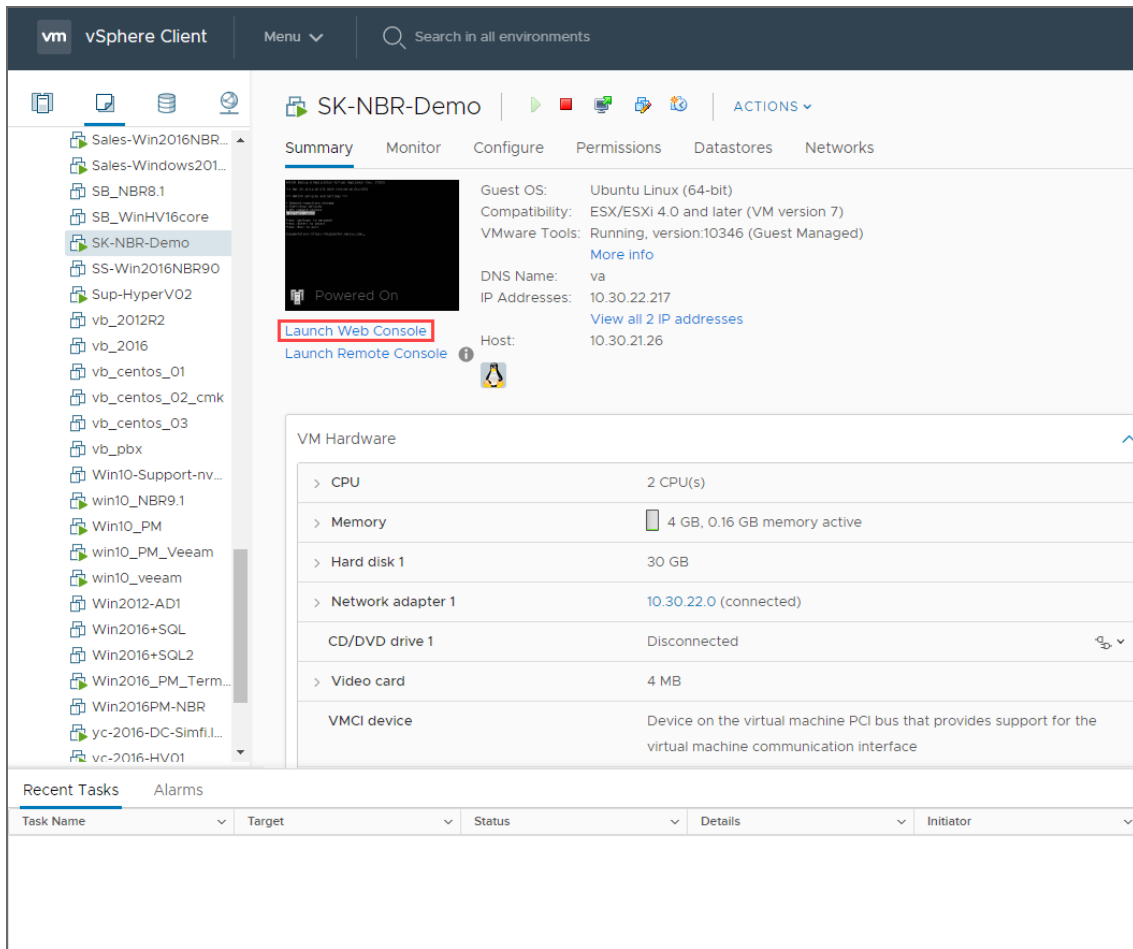 vm vSphere Client Menu Search in all environments
SK-NBR-Demo ACTIONS
Summary Monitor Configure Permissions Datastores Networks
Sales-Win2016NBR...
Sales-Windows201...
SB_NBR8.1
SB_WinHV16core
SK-NBR-Demo
SS-Win2016NBR90
Sup-HyperV02
vb_2012R2
vb_2016
vb_centos_01
vb_centos_02_cmk
vb_centos_03
vb_pbx
Win10-Support-nv...
win10_NBR9.1
Win10_PM
win10_PM_Veeam
win10_veeam
Win2012-AD1
Win2016+SQL
Win2016+SQL2
Win2016_PM_Term...
Win2016PM-NBR
yc-2016-DC-Simfi.l...
yc-2016-HV01
Powered On
Launch Web Console
Launch Remote Console
Guest OS: Ubuntu Linux (64-bit)
Compatibility: ESX/ESXi 4.0 and later (VM version 7)
VMware Tools: Running, version:10346 (Guest Managed)
More info
DNS Name: va
IP Addresses: 10.30.22.217
View all 2 IP addresses
Host: 10.30.21.26
VM Hardware
CPU 2 CPU(s)
Memory 4 GB, 0.16 GB memory active
Hard disk 1 30 GB
Network adapter 1 10.30.22.0 (connected)
CD/DVD drive 1 Disconnected
Video card 4 MB
VMCI device Device on the virtual machine PCI bus that provides support for the
virtual machine communication interface
Recent Tasks Alarms
Task Name Target Status Details Initiator